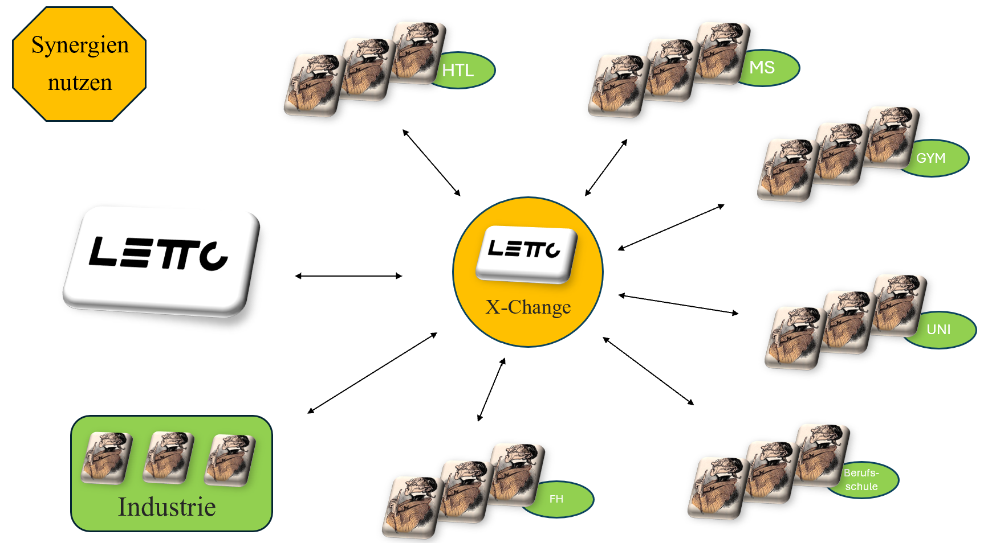 Synergien
nutzen
HTL
MS
GYM
LETTO
LETTO
X-Change
UNI
Industrie
FH
Berufs-
schule